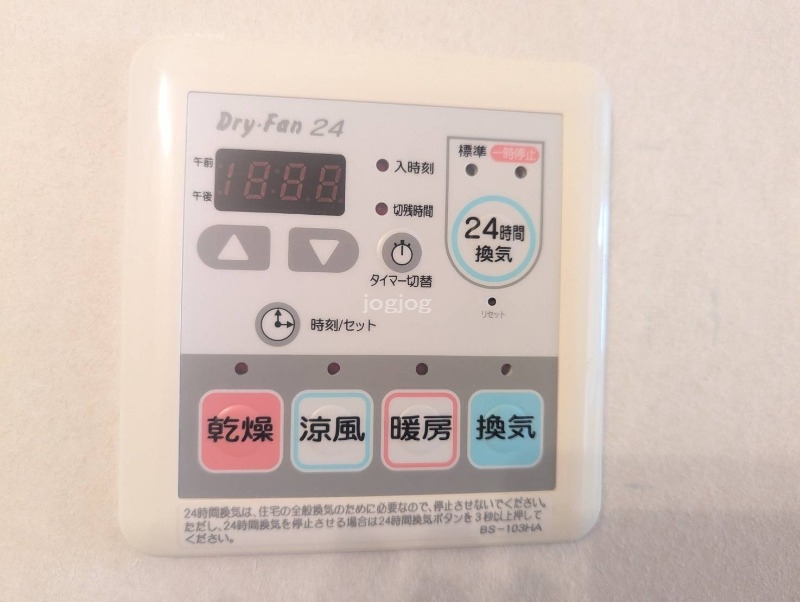 Dry·Fan 24
午前
午後
18:88
入時刻
切残時間
タイマー切替
標準 一時停止
24時間
換気
リセット
jogjog
時刻/セット
乾燥 涼風 暖房 換気
24時間換気は、住宅の全般換気のために必要なので、停止させないでください。
ただし、24時間換気を停止させる場合は24時間換気ボタンを3秒以上押して
ください。
BS-103HA